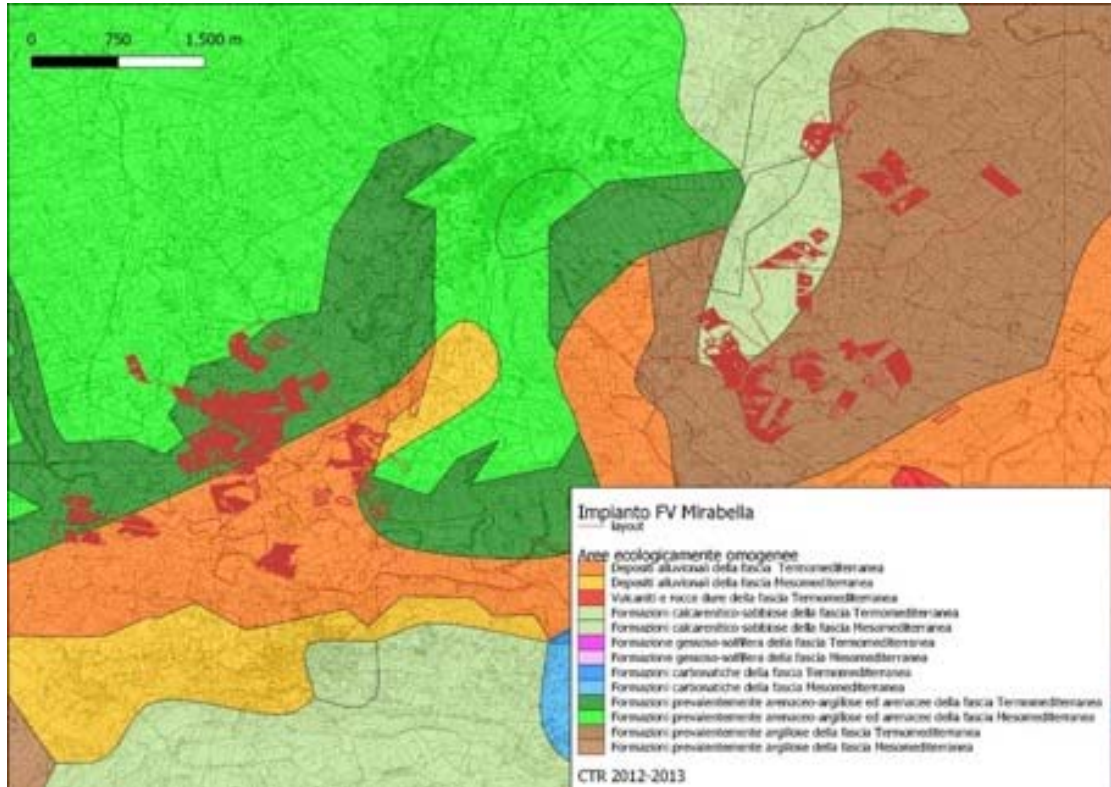 0 750 1.500 m
Impianto FV Mirabella
layout
Aree ecologicamente omogenee
Depositi alluvionali della fascia Termomediterranea
Depositi alluvionali della fascia Mesomediterranea
Vulcaniti e rocce dure della fascia Termomediterranea
Formazioni calcarenitico-sabbiose della fascia Termomediterranea
Formazioni calcarenitico-sabbiose della fascia Mesomediterranea
Formazione gessoso-solfifera della fascia Termomediterranea
Formazione gessoso-solfifera della fascia Mesomediterranea
Formazioni carbonatiche della fascia Termomediterranea
Formazioni carbonatiche della fascia Mesomediterranea
Formazioni prevalentemente arenaceo-argillose ed arenacee della fascia Termomediterranea
Formazioni prevalentemente arenaceo-argillose ed arenacee della fascia Mesomediterranea
Formazioni prevalentemente argillose della fascia Termomediterranea
Formazioni prevalentemente argillose della fascia Mesomediterranea
CTR 2012-2013